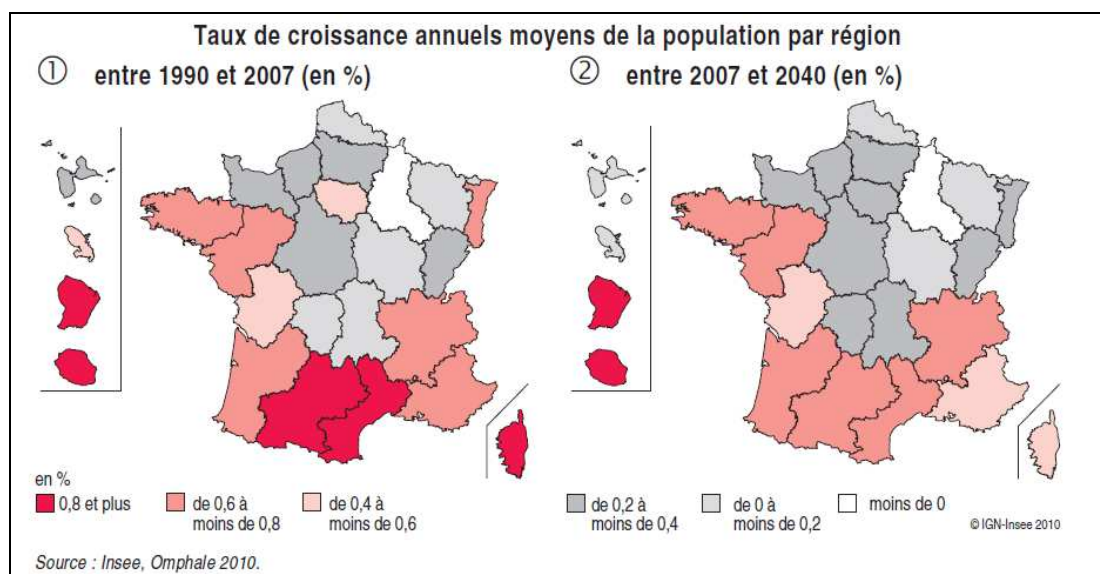 Taux de croissance annuels moyens de la population par région
① entre 1990 et 2007 (en %)
② entre 2007 et 2040 (en %)
en %
0,8 et plus
de 0,6 à
moins de 0,8
de 0,4 à
moins de 0,6
de 0,2 à
moins de 0,4
de 0 à
moins de 0,2
moins de 0
© IGN-Insee 2010
Source : Insee, Omphale 2010.